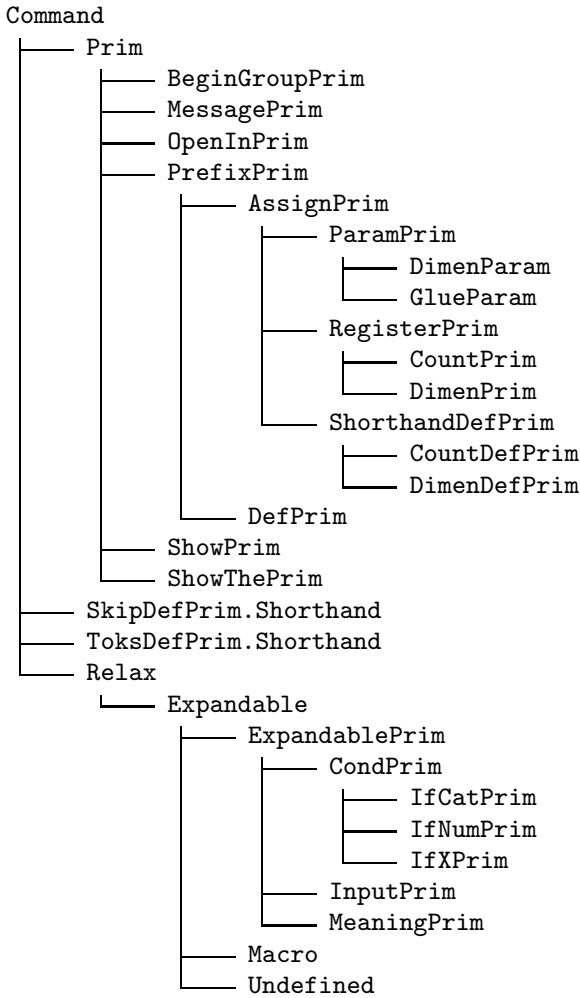 Command
Prim
BeginGroupPrim
MessagePrim
OpenInPrim
PrefixPrim
AssignPrim
ParamPrim
DimenParam
GlueParam
RegisterPrim
CountPrim
DimenPrim
ShorthandDefPrim
CountDefPrim
DimenDefPrim
DefPrim
ShowPrim
ShowThePrim
SkipDefPrim.Shorthand
ToksDefPrim.Shorthand
Relax
Expandable
ExpandablePrim
CondPrim
IfCatPrim
IfNumPrim
IfXPrim
InputPrim
MeaningPrim
Macro
Undefined